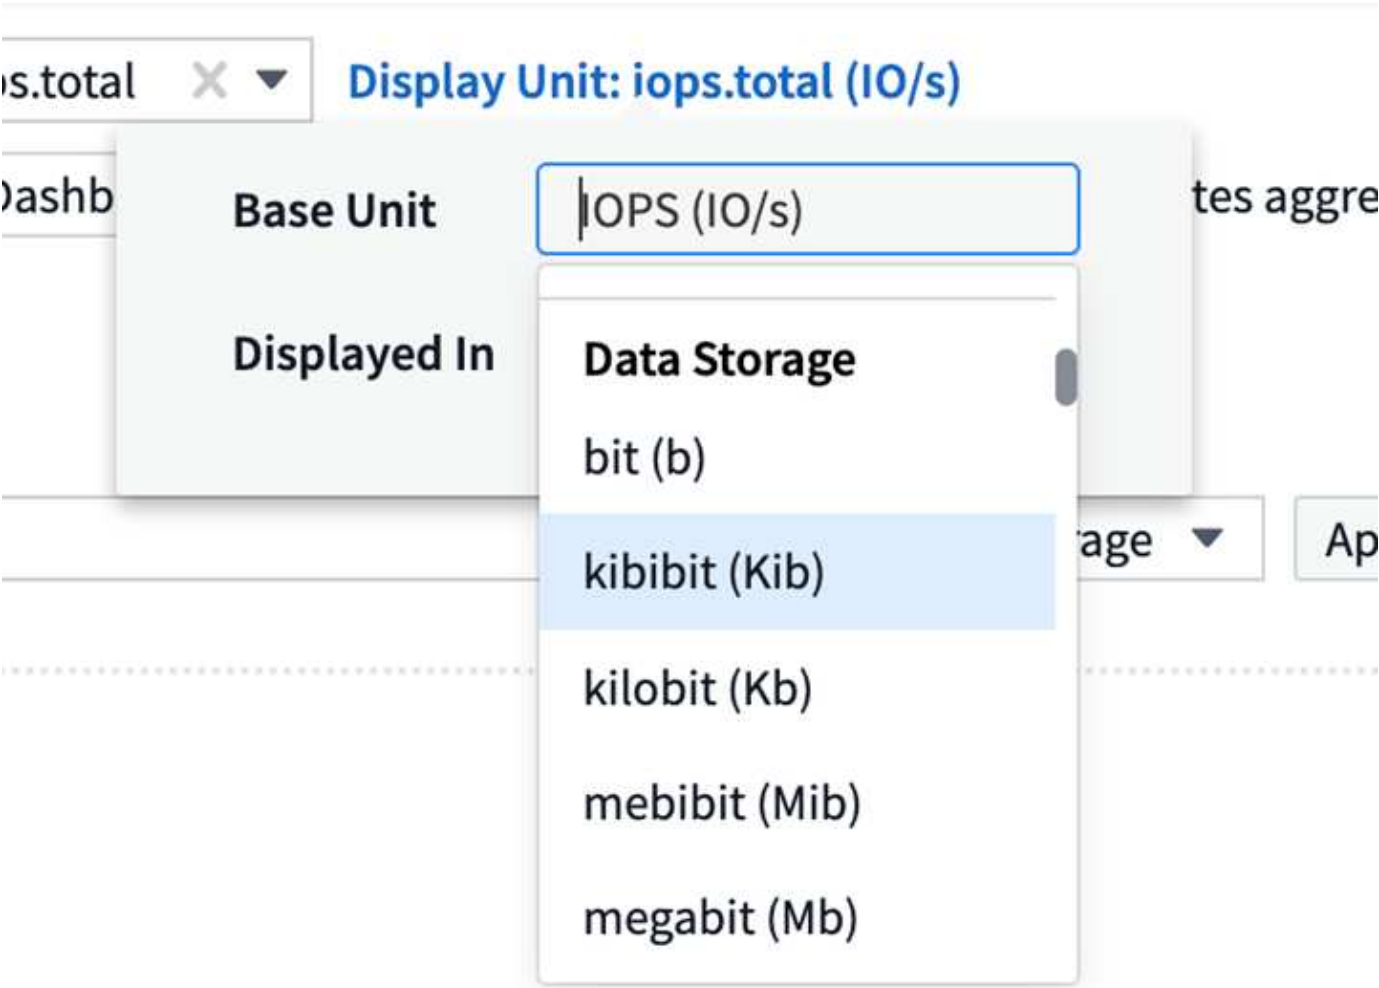 s.total Display Unit: iops.total (IO/s)
Dashb
Base Unit IOPS (IO/s) tes aggre
Displayed In
Data Storage
bit (b)
kibibit (Kib) age Ap
kilobit (Kb)
mebibit (Mib)
megabit (Mb)